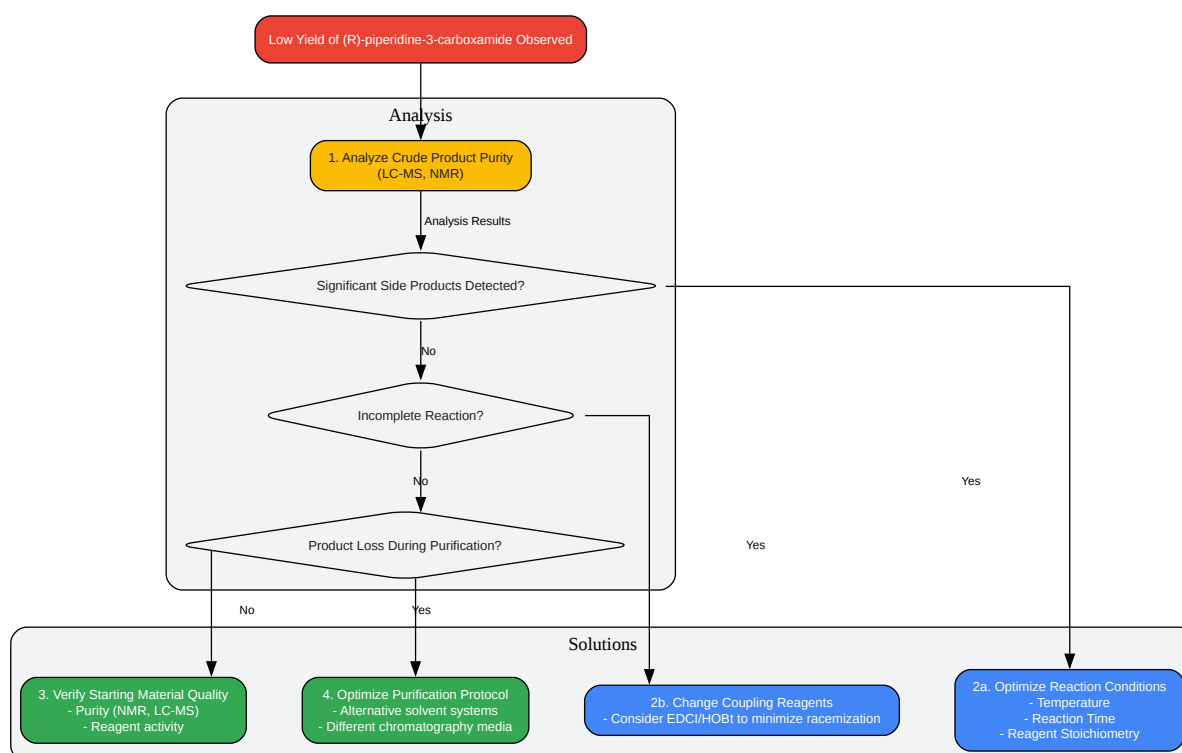 Low Yield of (R)-piperidine-3-carboxamide Observed
Analysis
1. Analyze Crude Product Purity
(LC-MS, NMR)
Analysis Results
Significant Side Products Detected?
No
Incomplete Reaction?
No
Yes
Product Loss During Purification?
Yes
No
Yes
Solutions
3. Verify Starting Material Quality
- Purity (NMR, LC-MS)
- Reagent activity
4. Optimize Purification Protocol
- Alternative solvent systems
- Different chromatography media
2b. Change Coupling Reagents
- Consider EDCI/HOBt to minimize racemization
2a. Optimize Reaction Conditions
- Temperature
- Reaction Time
- Reagent Stoichiometry